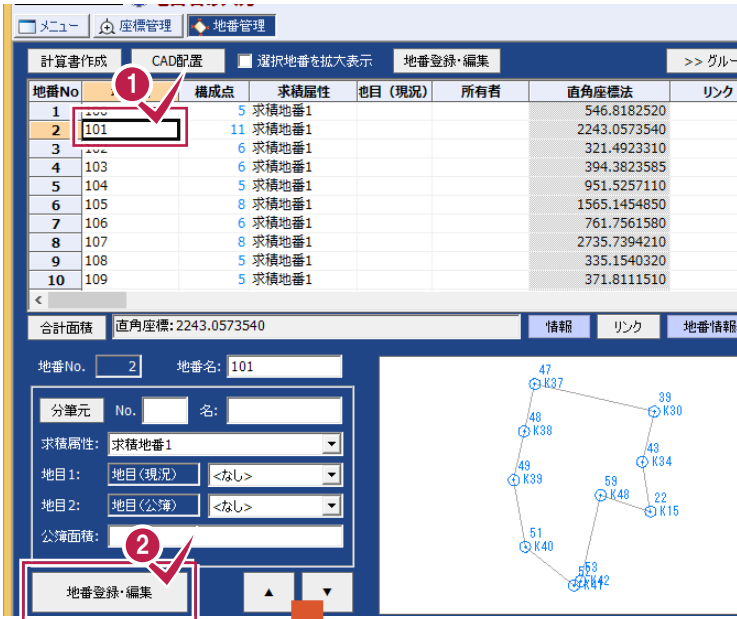 メニュー 座標管理 地番管理
計算書作成 CAD配置 選択地番を拡大表示 地番登録・編集 >> グルー
地番No 構成点 求積属性 地目 (現況) 所有者 直角座標法 リンク
1 5 求積地番1 546.8182520
2 101 11 求積地番1 2243.0573540
3 102 6 求積地番1 321.4923310
4 103 6 求積地番1 394.3823585
5 104 5 求積地番1 951.5257110
6 105 8 求積地番1 1565.1454850
7 106 6 求積地番1 761.7561580
8 107 8 求積地番1 2735.7394210
9 108 5 求積地番1 335.1540320
10 109 5 求積地番1 371.8111510
合計面積 直角座標:2243.0573540 情報 リンク 地番情報
地番No. 2 地番名: 101
分筆元 No. 名:
求積属性: 求積地番1
地目1: 地目(現況) <なし>
地目2: 地目(公簿) <なし>
公簿面積:
地番登録・編集 ▲ ▼
1
2
47
K37
39
K30
48
K38
43
K34
49
K39
59
K48
22
K15
51
K40
53
K42